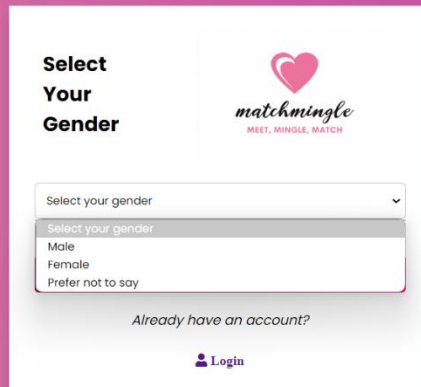 Select
Your
Gender
matchmingle
MEET, MINGLE, MATCH
Select your gender
Select your gender
Male
Female
Prefer not to say
Already have an account?
Login